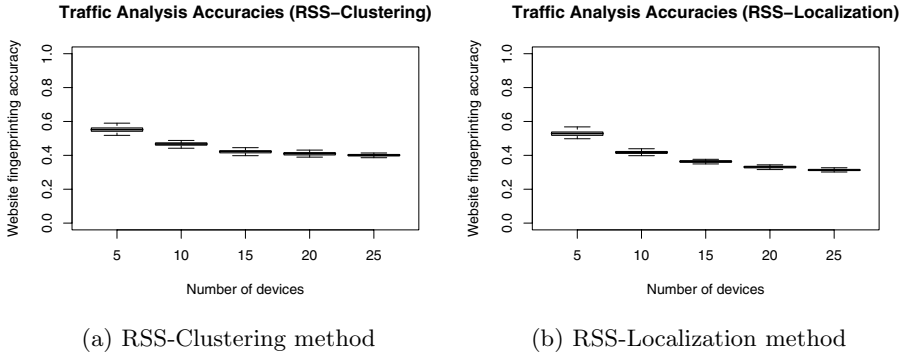 Traffic Analysis Accuracies (RSS−Clustering)
Website fingerprinting accuracy
1.0
0.8
0.6
0.4
0.2
0.0
5 10 15 20 25
Number of devices
(a) RSS-Clustering method
Traffic Analysis Accuracies (RSS−Localization)
Website fingerprinting accuracy
1.0
0.8
0.6
0.4
0.2
0.0
5 10 15 20 25
Number of devices
(b) RSS-Localization method